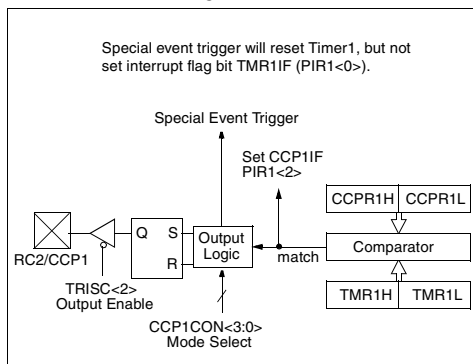 Special event trigger will reset Timer1, but not
set interrupt flag bit TMR1IF (PIR1<0>).
Special Event Trigger
Set CCP1IF
PIR1<2>
CCPR1H CCPR1L
Q S
R
Output
Logic
match
Comparator
RC2/CCP1
TRISC<2>
Output Enable
TMR1H TMR1L
CCP1CON<3:0>
Mode Select